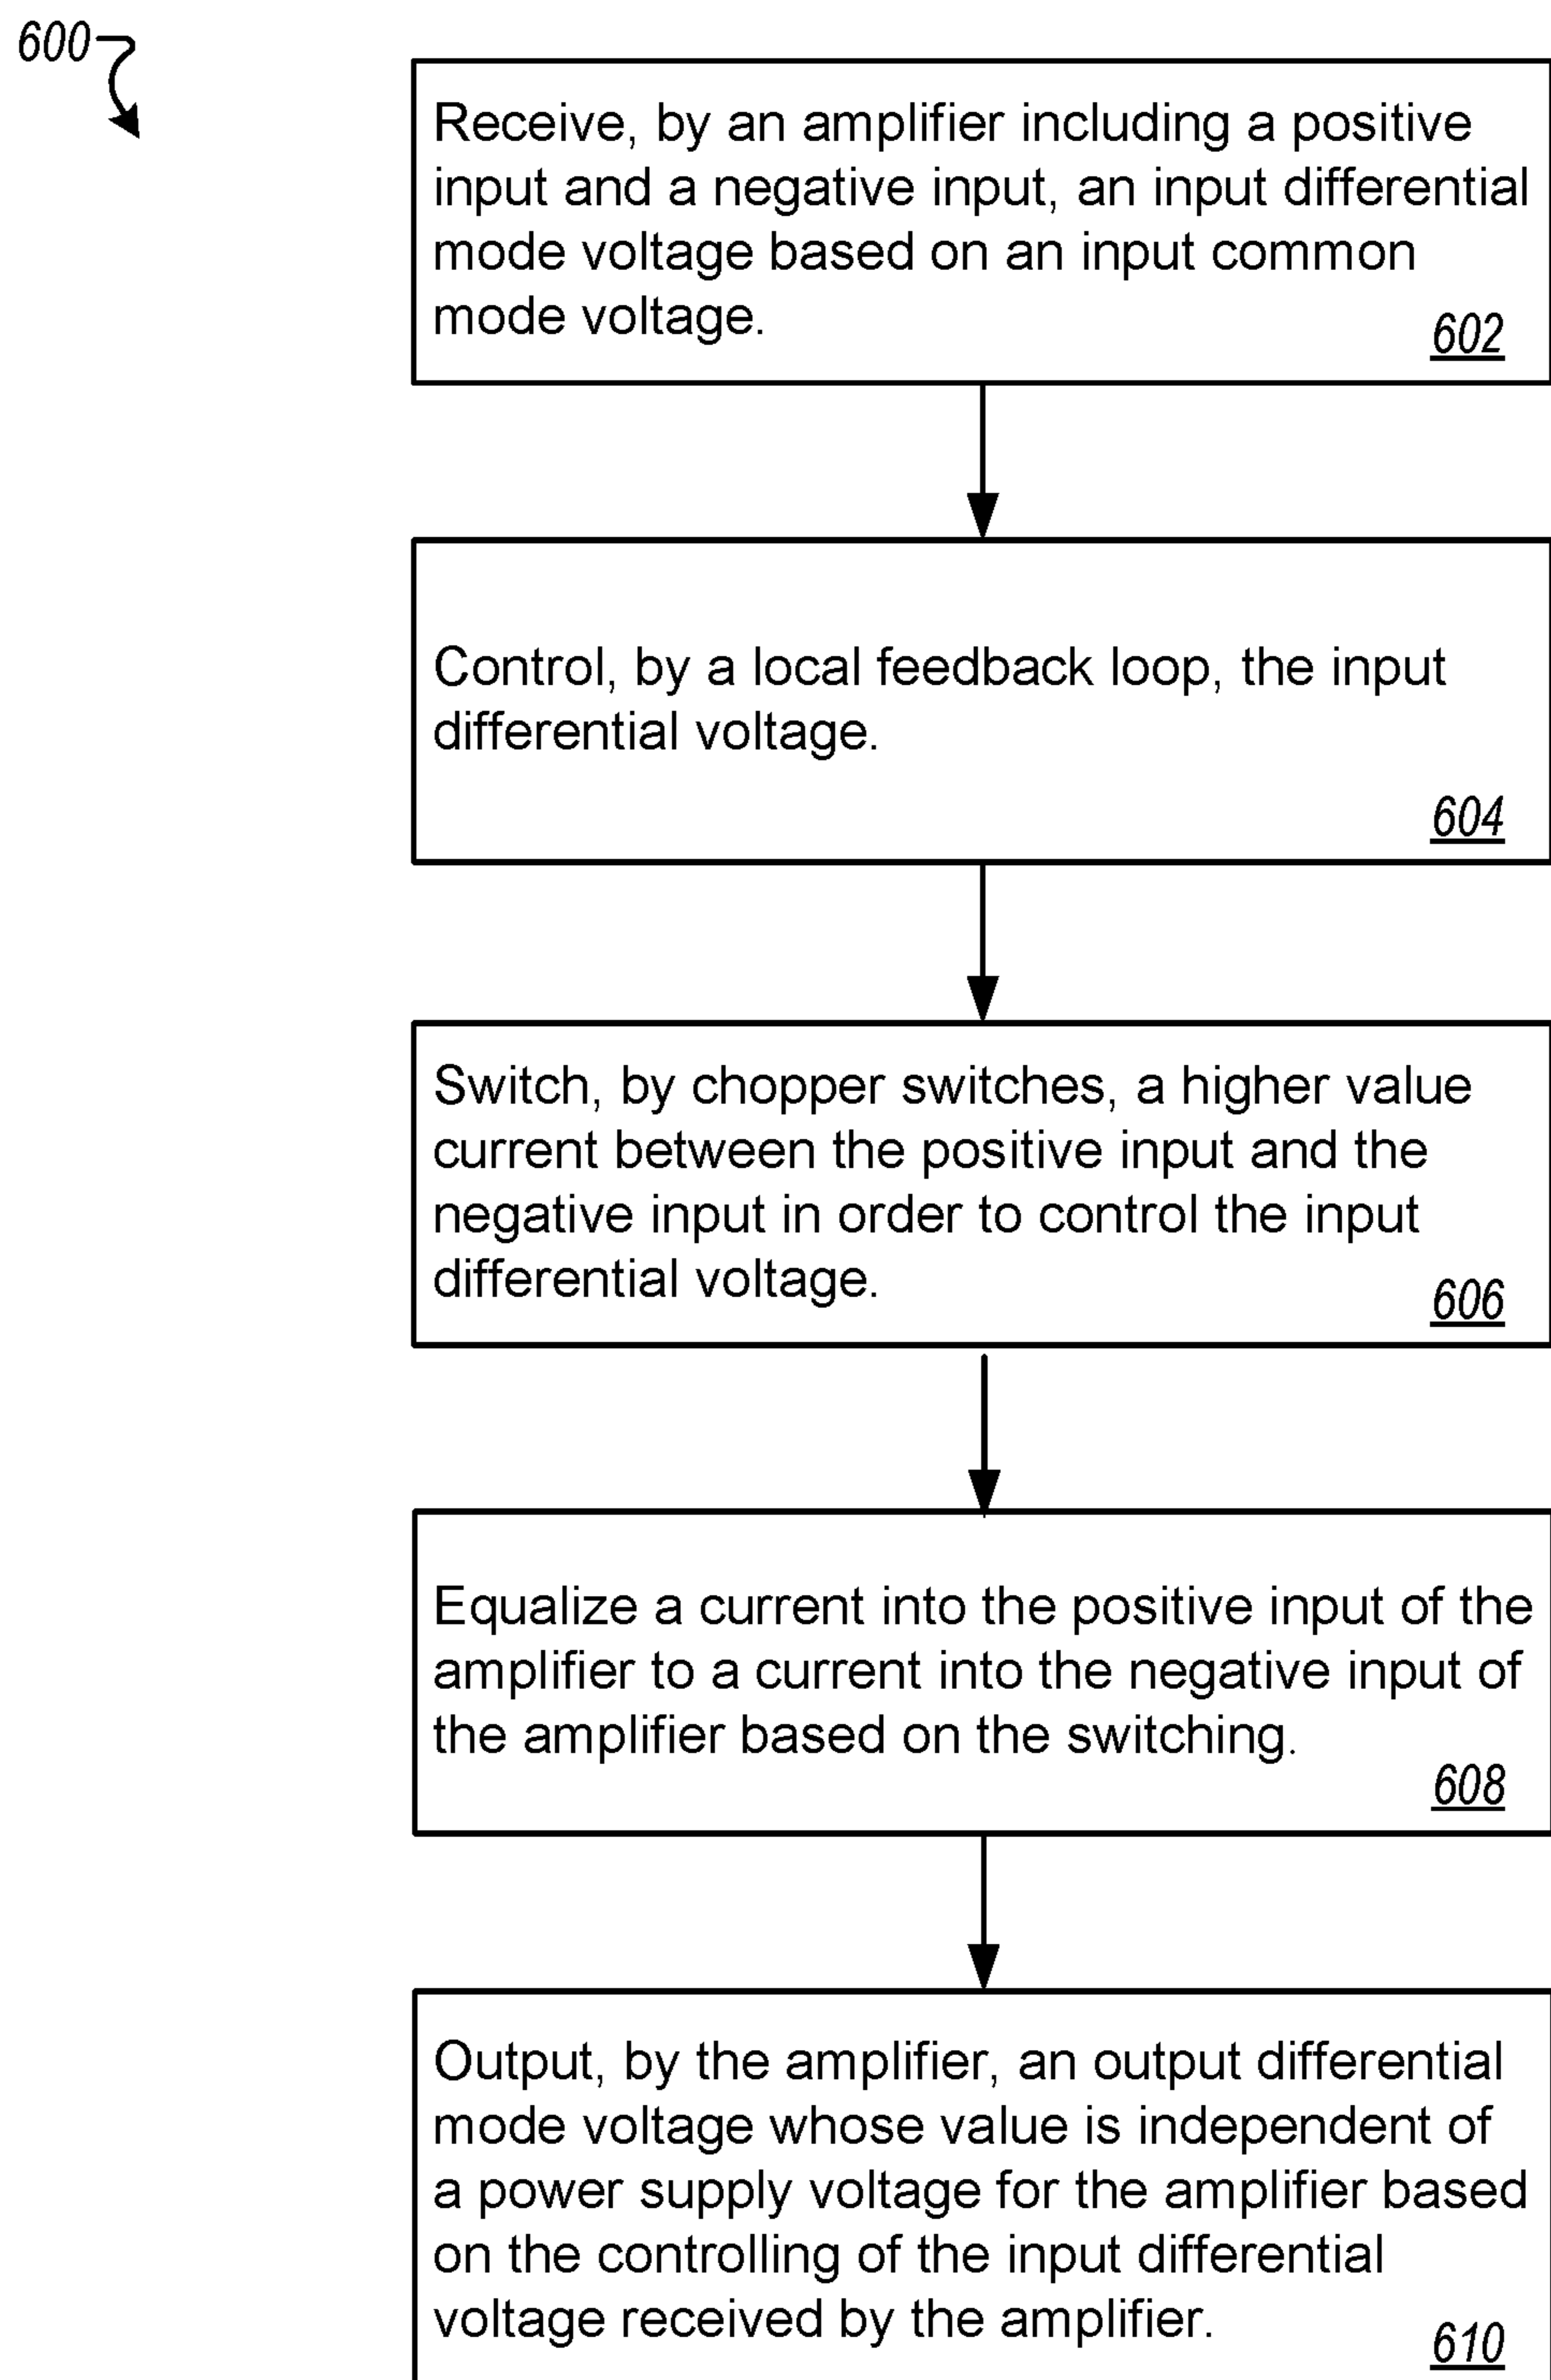 600
Receive, by an amplifier including a positive
input and a negative input, an input differential
mode voltage based on an input common
mode voltage.
602
Control, by a local feedback loop, the input
differential voltage.
604
Switch, by chopper switches, a higher value
current between the positive input and the
negative input in order to control the input
differential voltage.
606
Equalize a current into the positive input of the
amplifier to a current into the negative input of
the amplifier based on the switching.
608
Output, by the amplifier, an output differential
mode voltage whose value is independent of
a power supply voltage for the amplifier based
on the controlling of the input differential
voltage received by the amplifier.
610